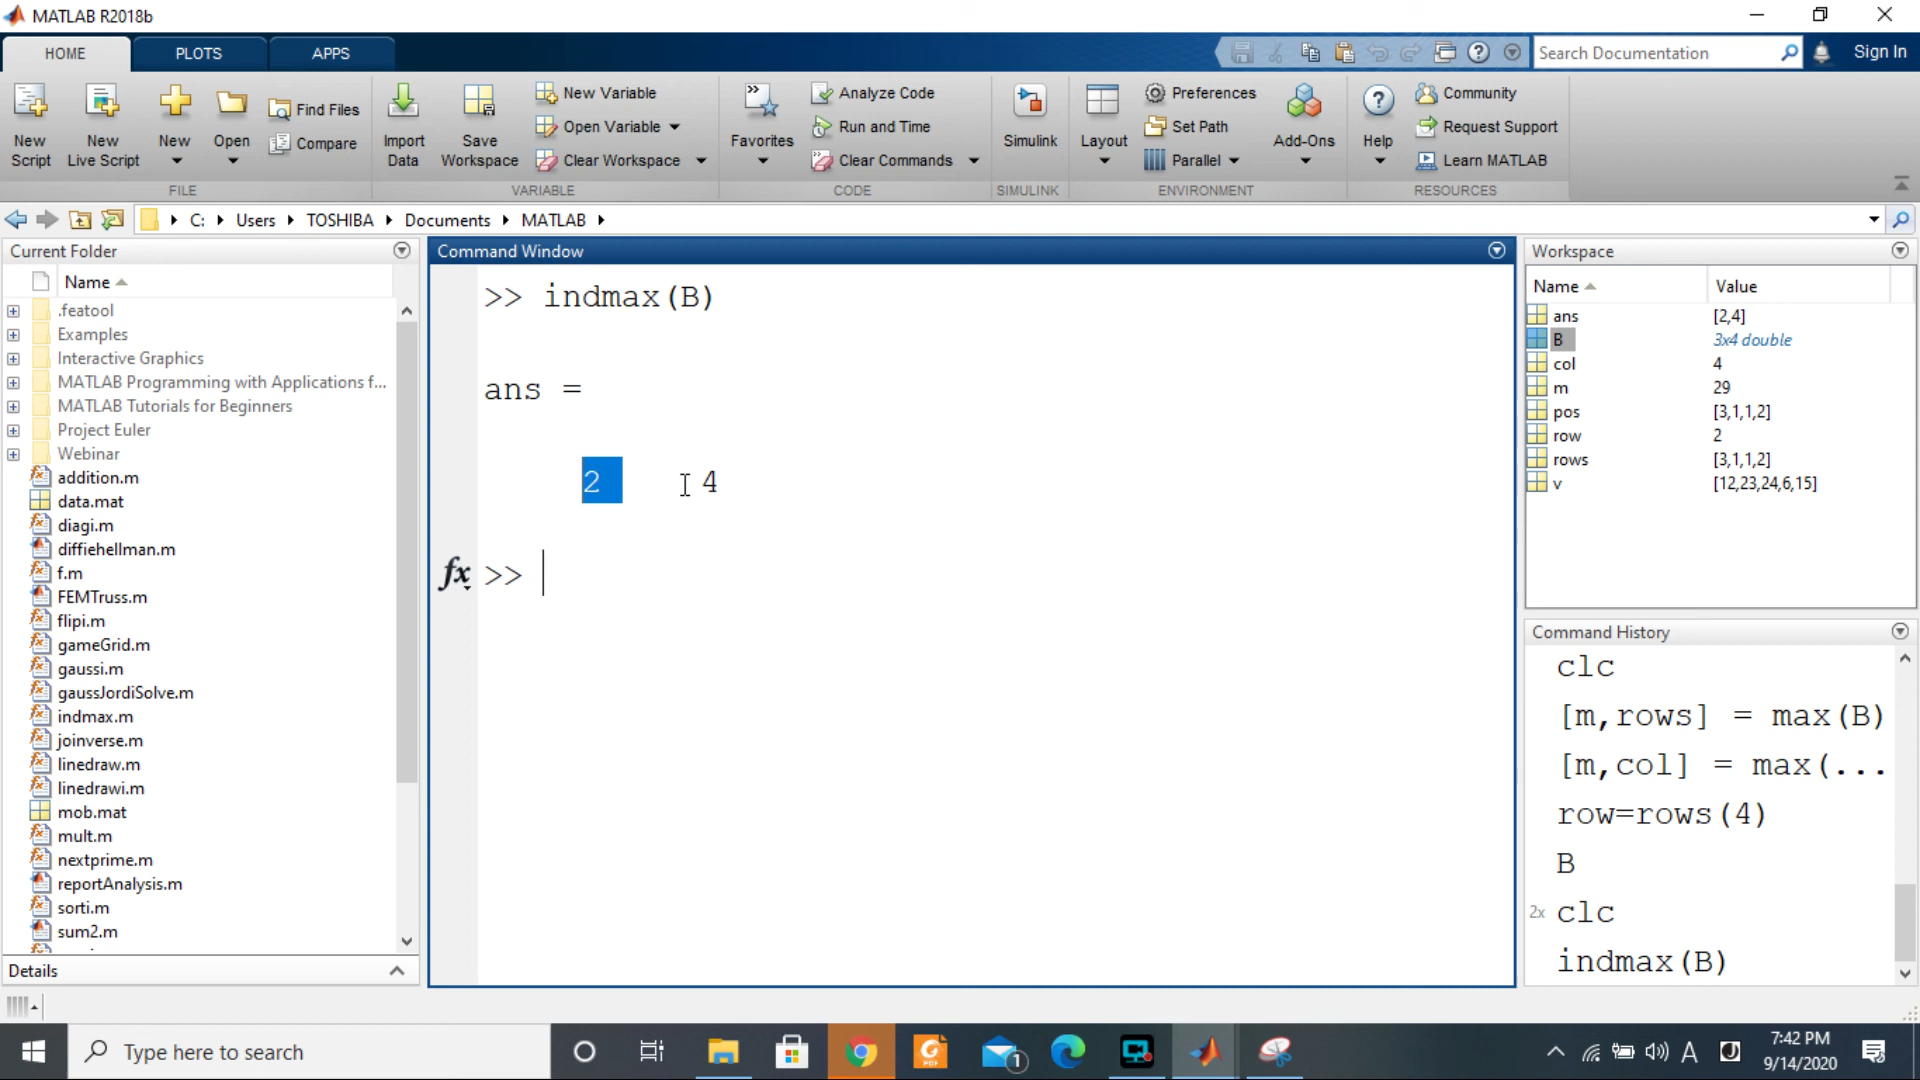 MATLAB R2018b
HOME PLOTS APPS
Search Documentation
Sign In
New Script
New Live Script
New
Open
Find Files
Compare
Import Data
Save Workspace
New Variable
Open Variable
Clear Workspace
Favorites
Analyze Code
Run and Time
Clear Commands
Simulink
Layout
Preferences
Set Path
Parallel
Add-Ons
Help
Community
Request Support
Learn MATLAB
FILE VARIABLE CODE SIMULINK ENVIRONMENT RESOURCES
C: Users TOSHIBA Documents MATLAB
Current Folder
Name
.featool
Examples
Interactive Graphics
MATLAB Programming with Applications f...
MATLAB Tutorials for Beginners
Project Euler
Webinar
addition.m
data.mat
diagi.m
diffiehellman.m
f.m
FEMTruss.m
flipi.m
gameGrid.m
gaussi.m
gaussJordiSolve.m
indmax.m
joinverse.m
linedraw.m
linedrawi.m
mob.mat
mult.m
nextprime.m
reportAnalysis.m
sorti.m
sum2.m
Details
Command Window
>> indmax(B)
ans =
2 4
fx >>
Workspace
Name Value
ans [2,4]
B 3x4 double
col 4
m 29
pos [3,1,1,2]
row 2
rows [3,1,1,2]
v [12,23,24,6,15]
Command History
clc
[m,rows] = max(B)
[m,col] = max(...
row=rows(4)
B
2x clc
indmax(B)
Type here to search
1
A
J
7:42 PM
9/14/2020